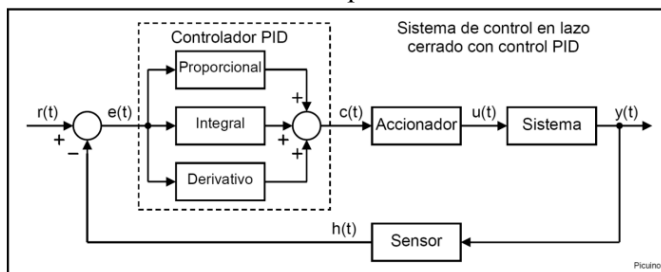 Controlador PID
Sistema de control en lazo
cerrado con control PID
Proporcional
r(t)
e(t)
Integral
c(t)
Accionador
u(t)
Sistema
y(t)
+
−
+
+
+
Derivativo
h(t)
Sensor
Picuino